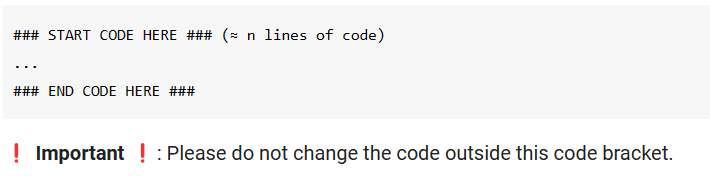 ### START CODE HERE ### (≈ n lines of code)
...
### END CODE HERE ###
❗ Important ❗ : Please do not change the code outside this code bracket.